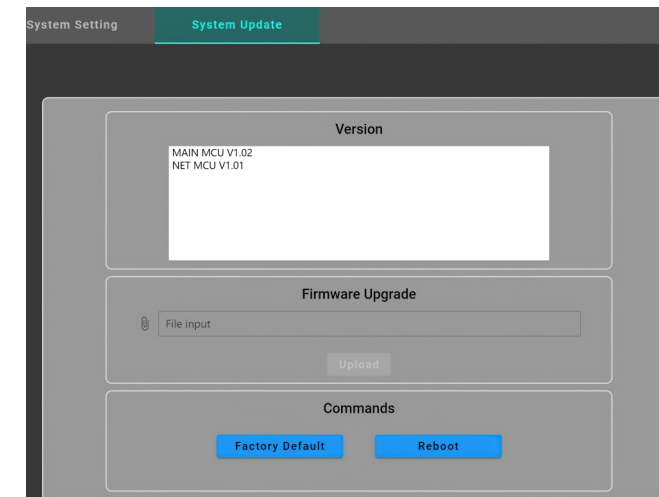 System Setting
System Update
Version
MAIN MCU V1.02
NET MCU V1.01
Firmware Upgrade
File input
Upload
Commands
Factory Default
Reboot